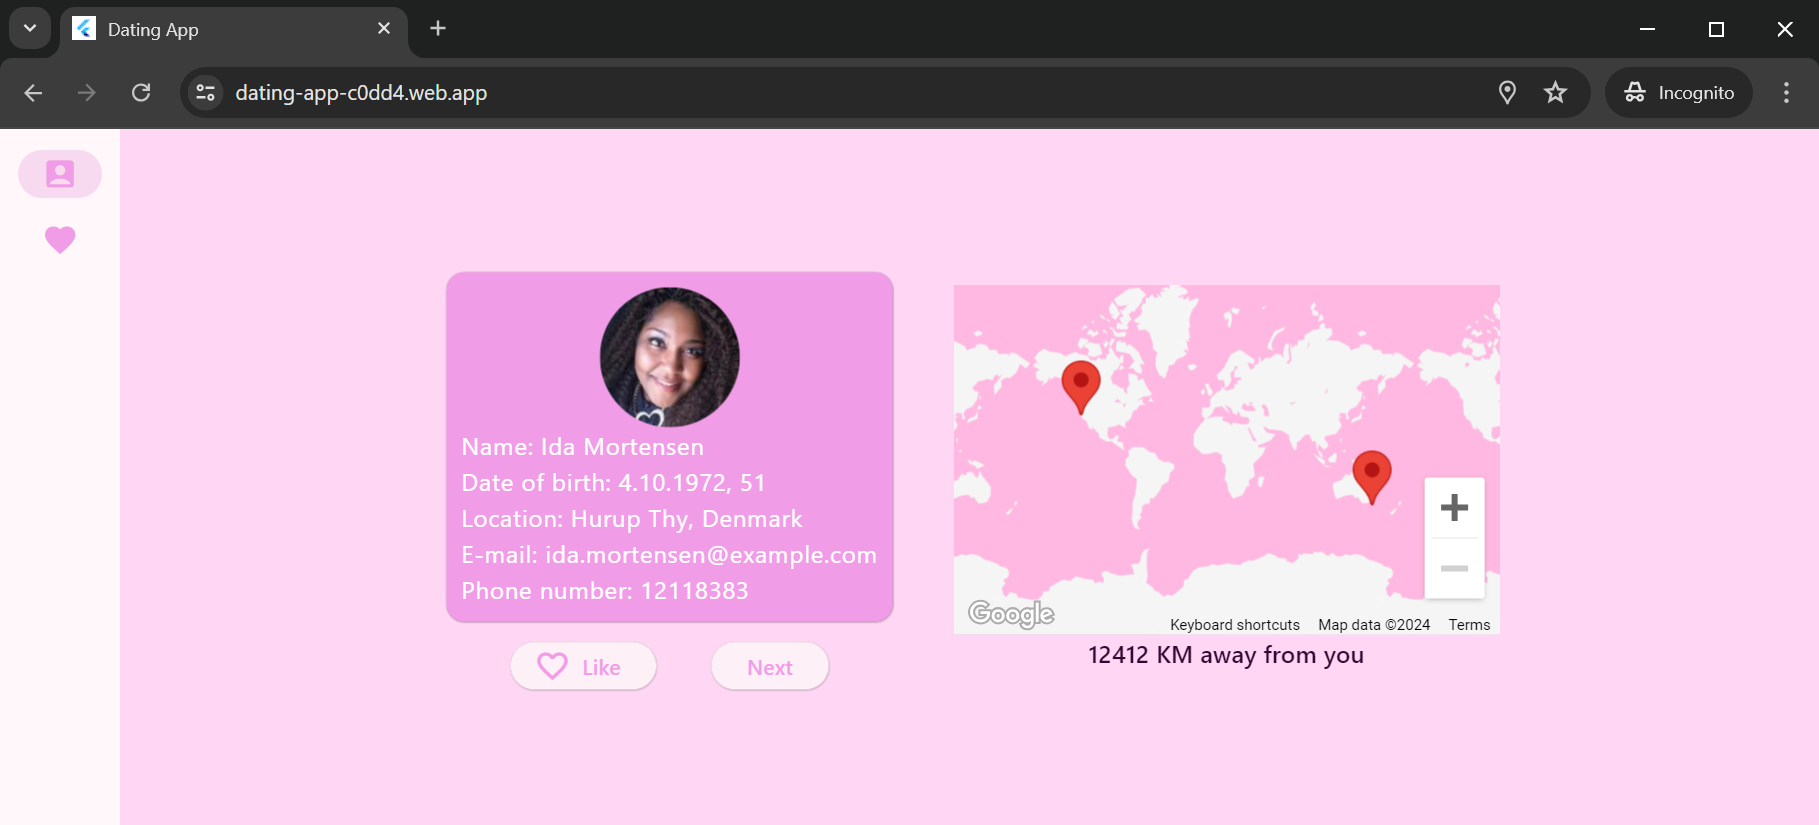 Dating App
dating-app-c0dd4.web.app
Incognito
Name: Ida Mortensen
Date of birth: 4.10.1972, 51
Location: Hurup Thy, Denmark
E-mail: ida.mortensen@example.com
Phone number: 12118383
Like
Next
Google
Keyboard shortcuts
Map data ©2024
Terms
12412 KM away from you